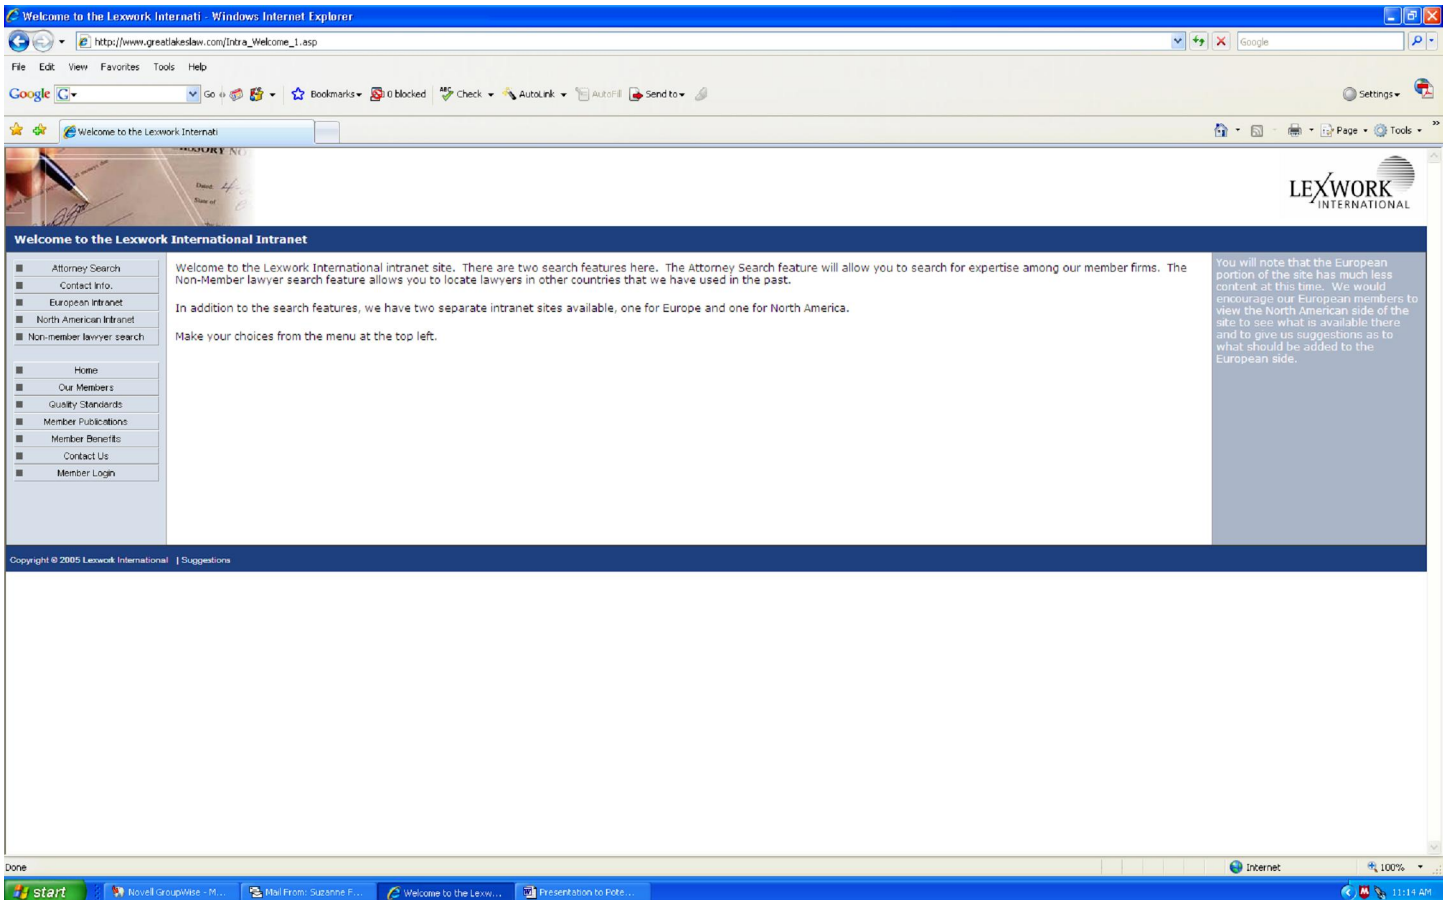 Welcome to the Lexwork Internati - Windows Internet Explorer
http://www.greatlakeslaw.com/Intra_Welcome_1.asp
Google
File Edit View Favorites Tools Help
Google G Go Bookmarks 0 blocked Check AutoLink AutoFill Send to Settings
Welcome to the Lexwork Internati
Page Tools
LEXWORK
INTERNATIONAL
Welcome to the Lexwork International Intranet
Attorney Search
Contact Info.
European Intranet
North American Intranet
Non-member lawyer search
Home
Our Members
Quality Standards
Member Publications
Member Benefits
Contact Us
Member Login
Welcome to the Lexwork International intranet site. There are two search features here. The Attorney Search feature will allow you to search for expertise among our member firms. The
Non-Member lawyer search feature allows you to locate lawyers in other countries that we have used in the past.
In addition to the search features, we have two separate intranet sites available, one for Europe and one for North America.
Make your choices from the menu at the top left.
You will note that the European
portion of the site has much less
content at this time. We would
encourage our European members to
view the North American side of the
site to see what is available there
and to give us suggestions as to
what should be added to the
European side.
Copyright © 2005 Lexwork International | Suggestions
Done
Internet
100%
start
Novell GroupWise - M...
Mail From: Suzanne F...
Welcome to the Lexw...
Presentation to Pote...
11:14 AM